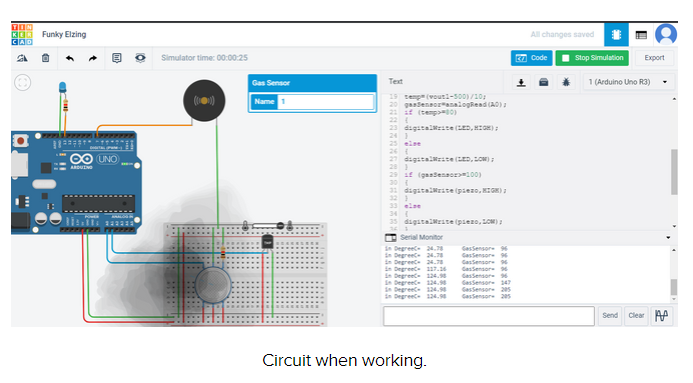 TIN
KER
CAD
Funky Elzing
All changes saved
Simulator time: 00:00:25
Code
Stop Simulation
Export
Gas Sensor
Name 1
Text
1 (Arduino Uno R3)
19 temp=(vout1-500)/10;
20 gasSensor=analogRead(A0);
21 if (temp>=80)
22 {
23 digitalWrite(LED,HIGH);
24 }
25 else
26 {
27 digitalWrite(LED,LOW);
28 }
29 if (gasSensor>=100)
30 {
31 digitalWrite(piezo,HIGH);
32 }
33 else
34 {
35 digitalWrite(piezo,LOW);
DIGITAL (PWM~)
UNO
ARDUINO
POWER
ANALOG IN
TMP
Serial Monitor
in DegreeC= 24.78 GasSensor= 96
in DegreeC= 24.78 GasSensor= 96
in DegreeC= 24.78 GasSensor= 96
in DegreeC= 117.16 GasSensor= 96
in DegreeC= 124.98 GasSensor= 96
in DegreeC= 124.98 GasSensor= 147
in DegreeC= 124.98 GasSensor= 205
in DegreeC= 124.98 GasSensor= 205
Send
Clear
Circuit when working.